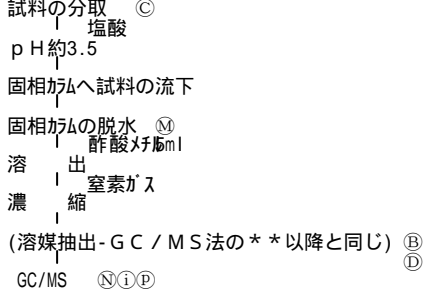 試料の分取 Ⓒ
塩酸
pH約3.5
固相カラムへ試料の流下
固相カラムの脱水 Ⓜ
酢酸メチル5ml
溶　　出
窒素ガス
濃　　縮
(溶媒抽出-GC/MS法の**以降と同じ) Ⓑ
Ⓓ
GC/MS Ⓝⓘⓟ